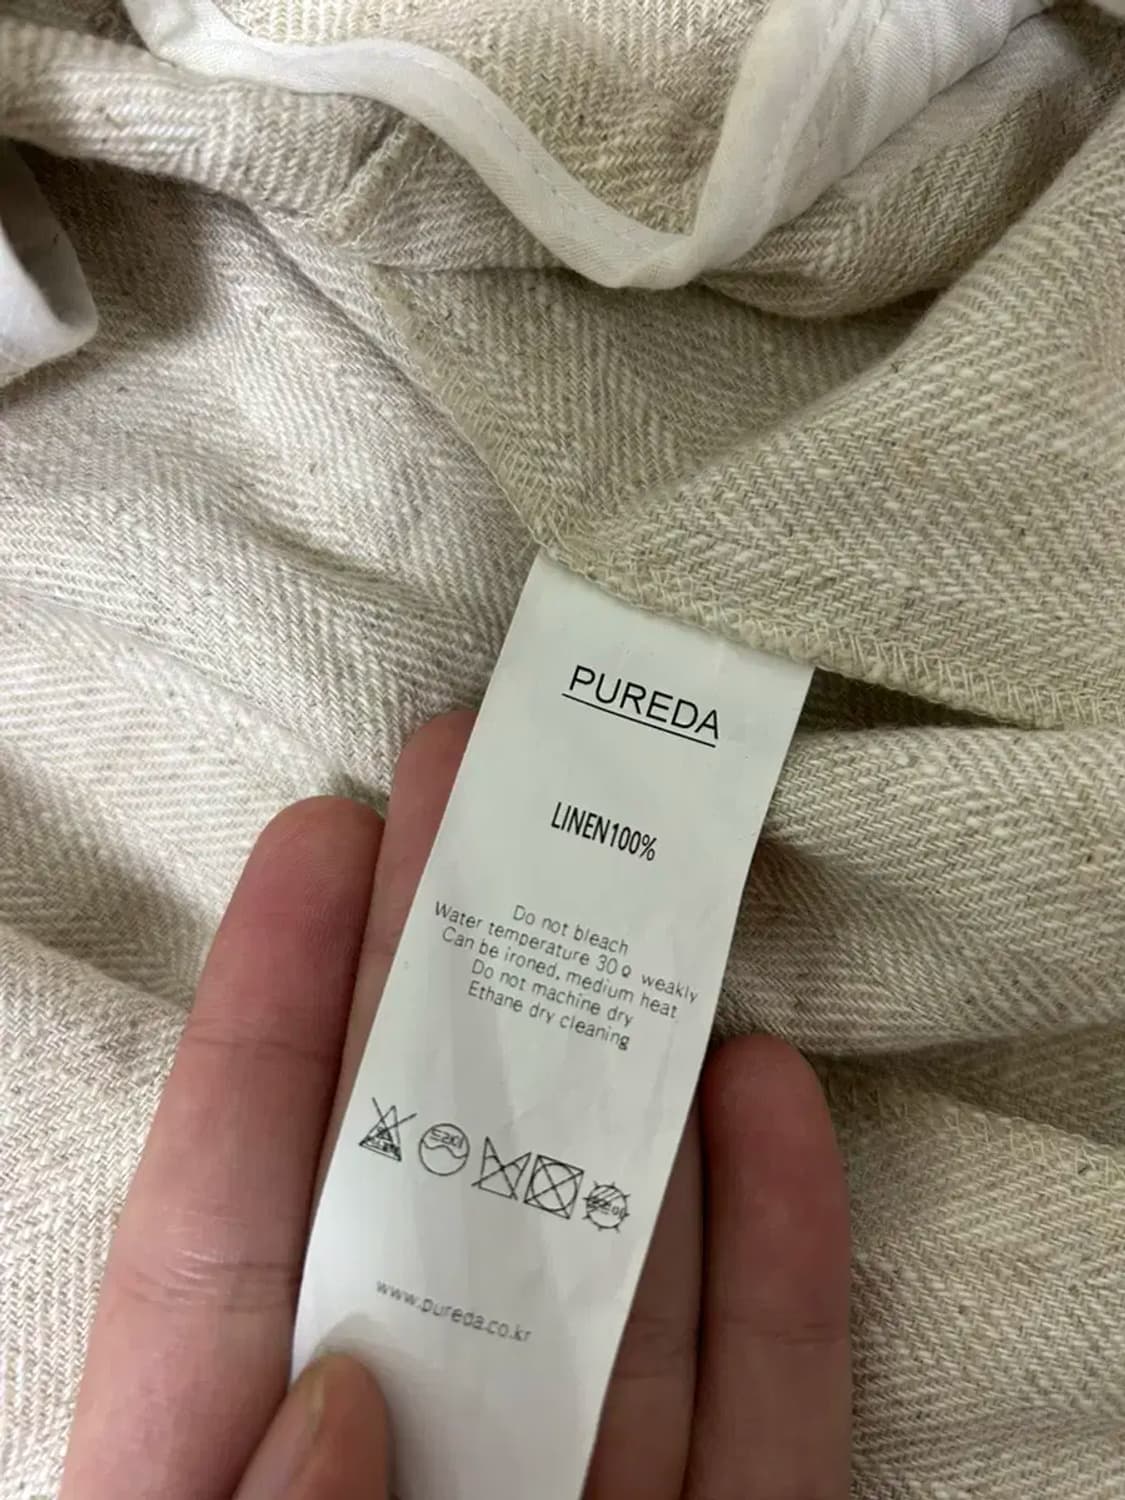 PUREDA
LINEN100%
Do not bleach
Water temperature 30º weakly
Can be ironed, medium heat
Do not machine dry
Ethane dry cleaning
www.pureda.co.kr